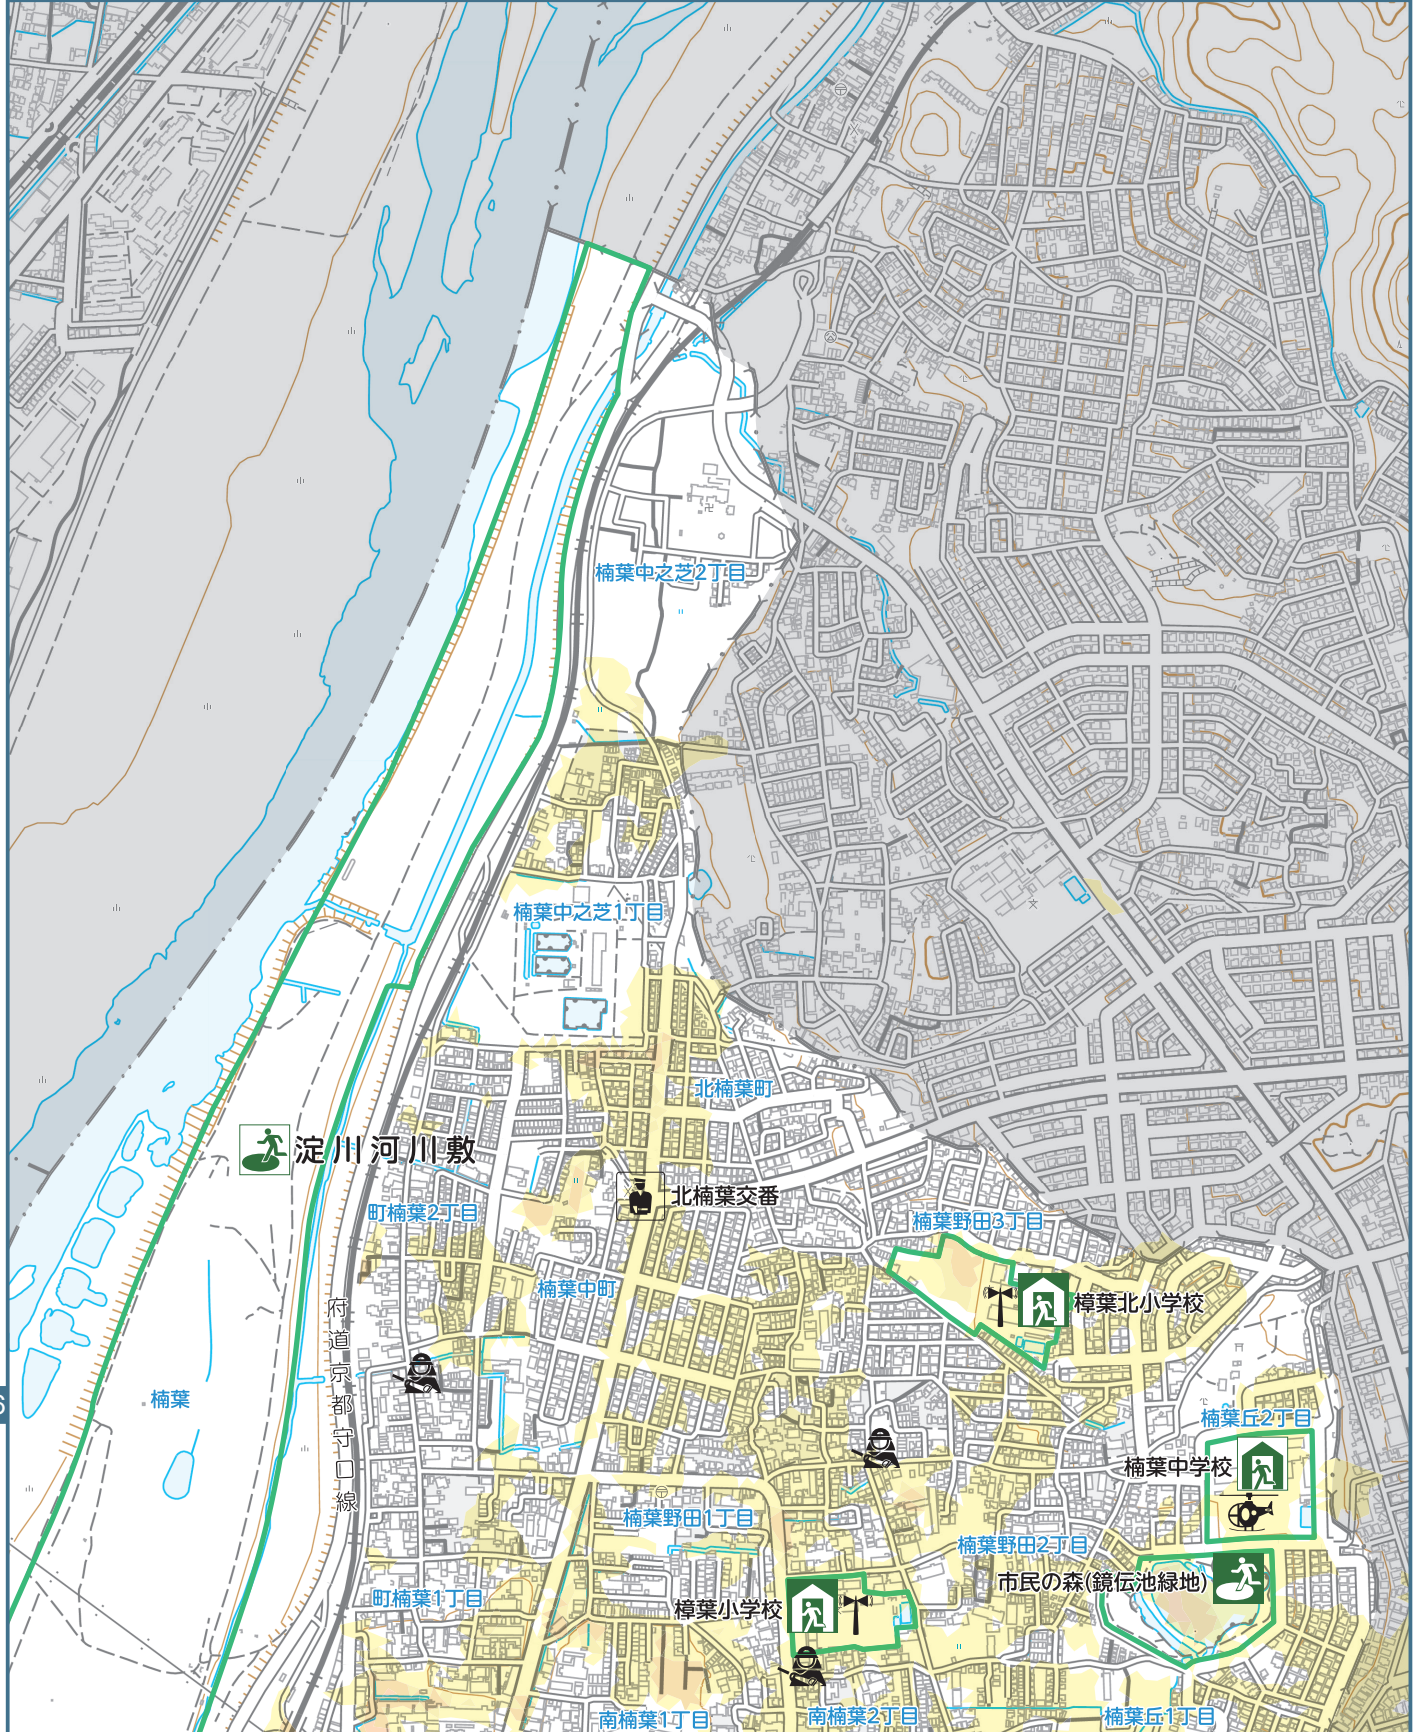 楠葉中之芝2丁目
楠葉中之芝1丁目
北楠葉町
淀川河川敷
北楠葉交番
町楠葉2丁目
楠葉野田3丁目
楠葉中町
樟葉北小学校
府道京都守口線
楠葉
楠葉丘2丁目
楠葉中学校
楠葉野田1丁目
楠葉野田2丁目
市民の森(鏡伝池緑地)
町楠葉1丁目
樟葉小学校
南楠葉1丁目
南楠葉2丁目
楠葉丘1丁目
6